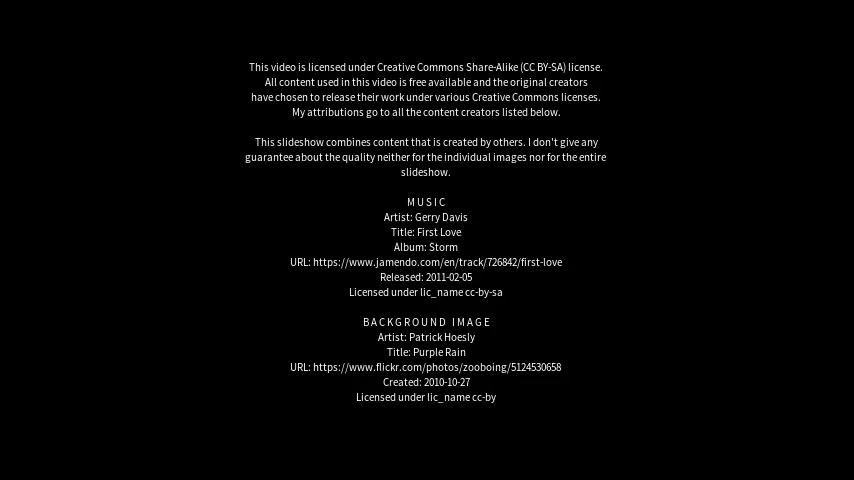 This video is licensed under Creative Commons Share-Alike (CC BY-SA) license.
All content used in this video is free available and the original creators
have chosen to release their work under various Creative Commons licenses.
My attributions go to all the content creators listed below.
This slideshow combines content that is created by others. I don't give any
guarantee about the quality neither for the individual images nor for the entire
slideshow.
M U S I C
Artist: Gerry Davis
Title: First Love
Album: Storm
URL: https://www.jamendo.com/en/track/726842/first-love
Released: 2011-02-05
Licensed under lic_name cc-by-sa
B A C K G R O U N D   I M A G E
Artist: Patrick Hoesly
Title: Purple Rain
URL: https://www.flickr.com/photos/zooboing/5124530658
Created: 2010-10-27
Licensed under lic_name cc-by